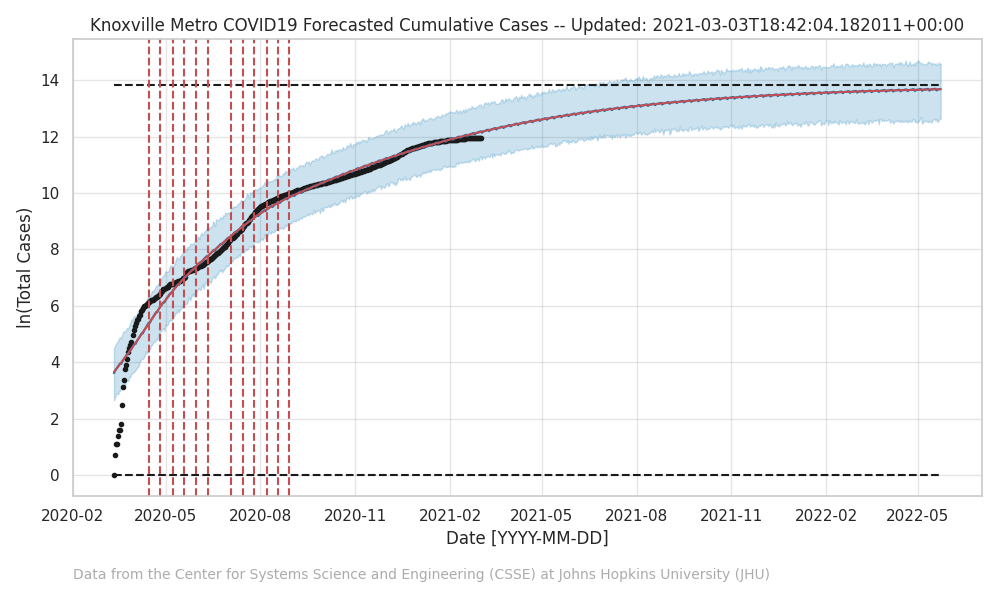 Knoxville Metro COVID19 Forecasted Cumulative Cases -- Updated: 2021-03-03T18:42:04.182011+00:00
ln(Total Cases)
14
12
10
8
6
4
2
0
2020-02 2020-05 2020-08 2020-11 2021-02 2021-05 2021-08 2021-11 2022-02 2022-05
Date [YYYY-MM-DD]
Data from the Center for Systems Science and Engineering (CSSE) at Johns Hopkins University (JHU)